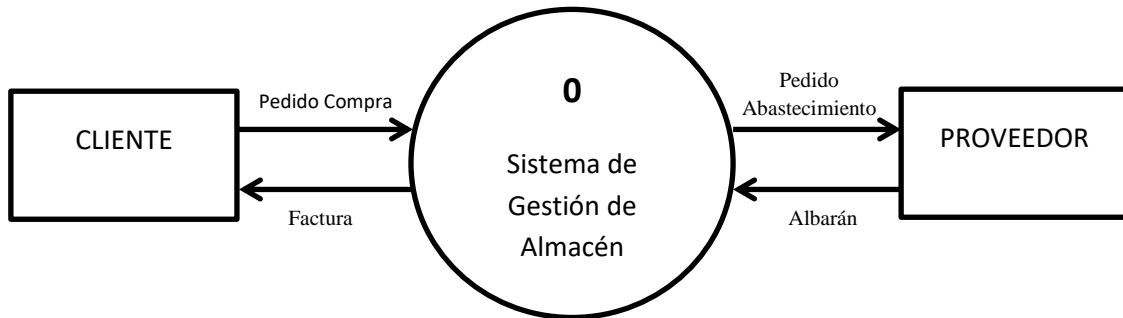 CLIENTE
Pedido Compra
Factura
0
Sistema de
Gestión de
Almacén
Pedido
Abastecimiento
Albarán
PROVEEDOR